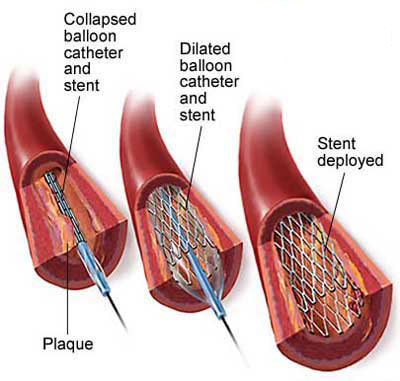 Collapsed
balloon
catheter
and
stent
Dilated
balloon
catheter
and
stent
Stent
deployed
Plaque